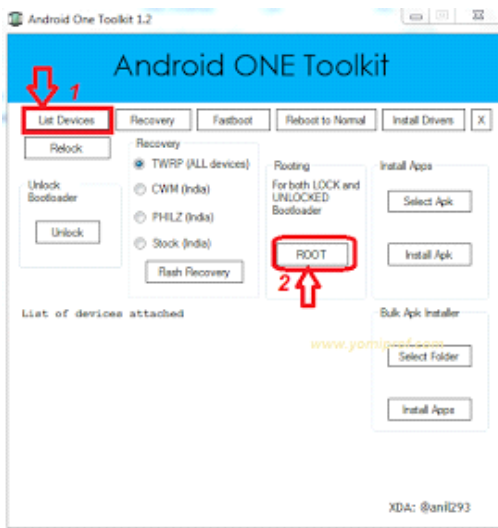 Android One Toolkit 1.2
Android ONE Toolkit
1
List Devices
Recovery
Fastboot
Reboot to Normal
Install Drivers
X
Relock
Recovery
TWRP (ALL devices)
CWM (India)
PHILZ (India)
Stock (India)
Flash Recovery
Unlock
Bootloader
Unlock
Rooting
For both LOCK and
UNLOCKED
Bootloader
ROOT
2
Install Apps
Select Apk
Install Apk
List of devices attached
www.yomipref.com
Bulk Apk Installer
Select Folder
Install Apps
XDA: @anil293